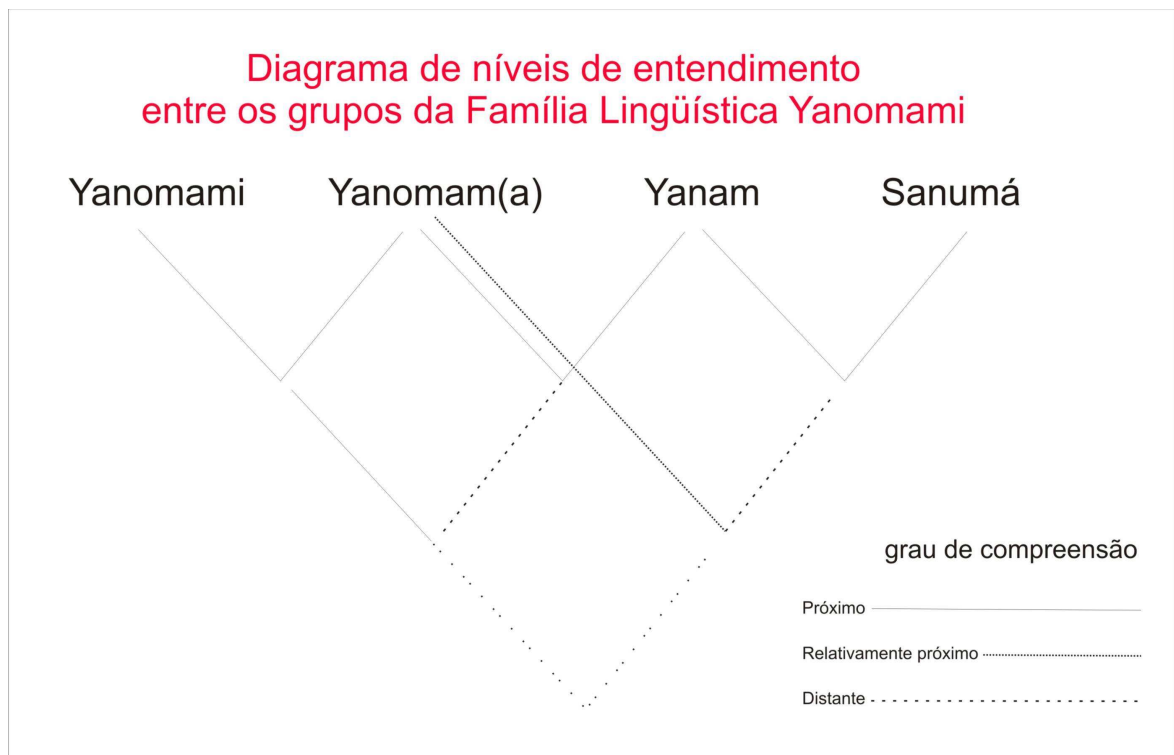 Diagrama de níveis de entendimento
entre os grupos da Família Lingüística Yanomami
Yanomami Yanomam(a) Yanam Sanumá
grau de compreensão
Próximo
Relativamente próximo
Distante